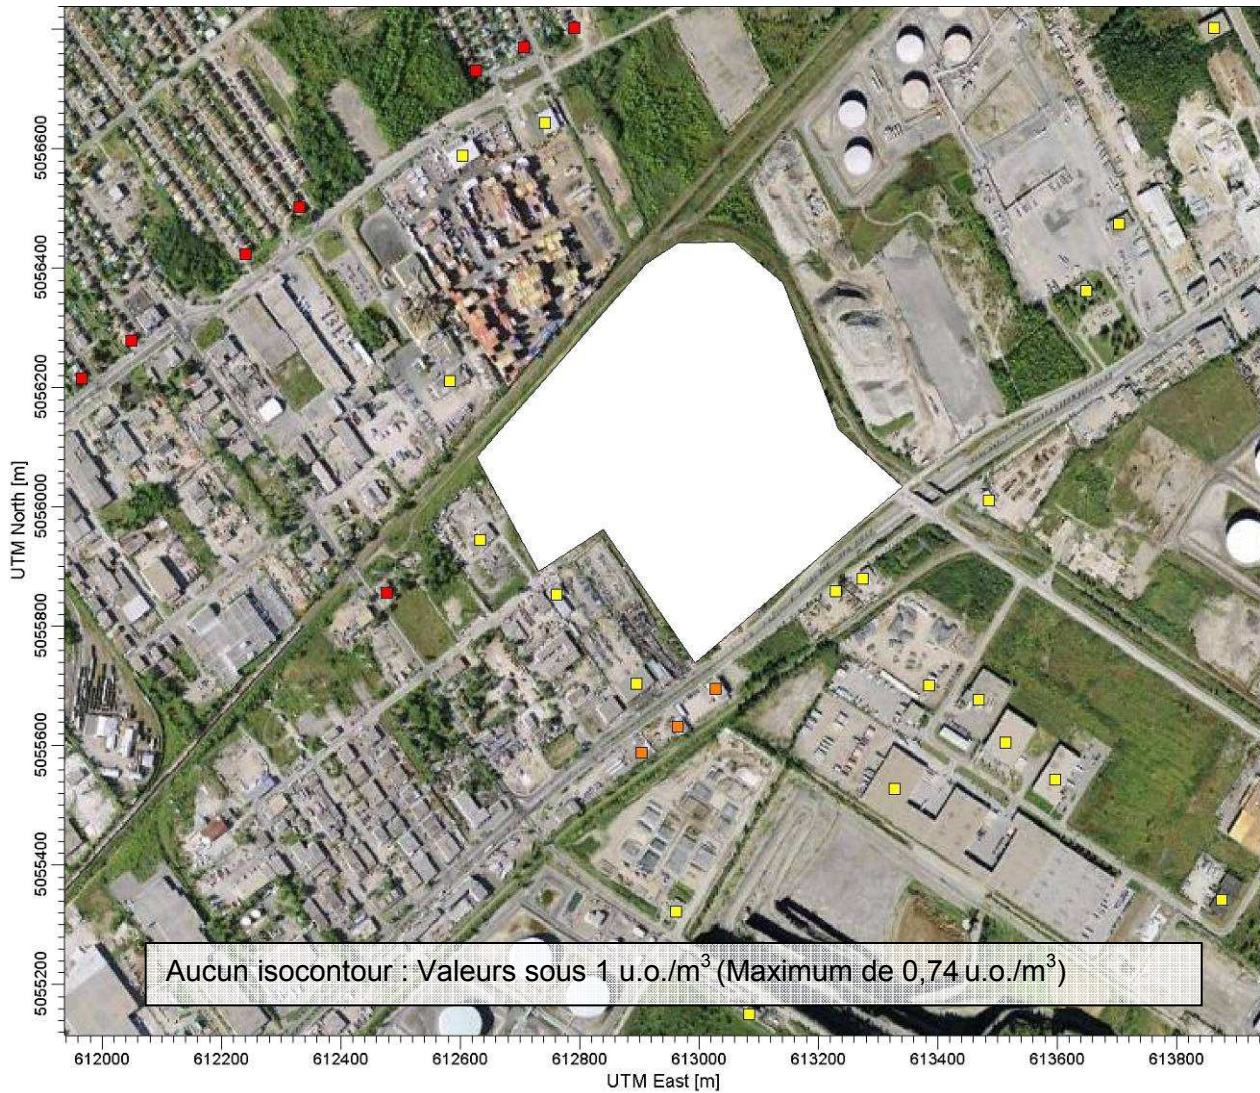 5056600
5056400
5056200
5056000
5055800
5055600
5055400
5055200
UTM North [m]
Aucun isocontour : Valeurs sous 1 u.o./m³ (Maximum de 0,74 u.o./m³)
612000 612200 612400 612600 612800 613000 613200 613400 613600 613800
UTM East [m]